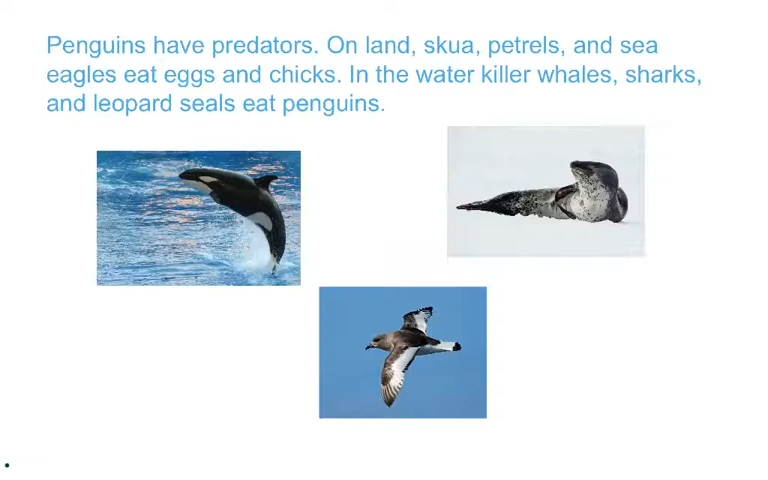 Penguins have predators. On land, skua, petrels, and sea
eagles eat eggs and chicks. In the water killer whales, sharks,
and leopard seals eat penguins.